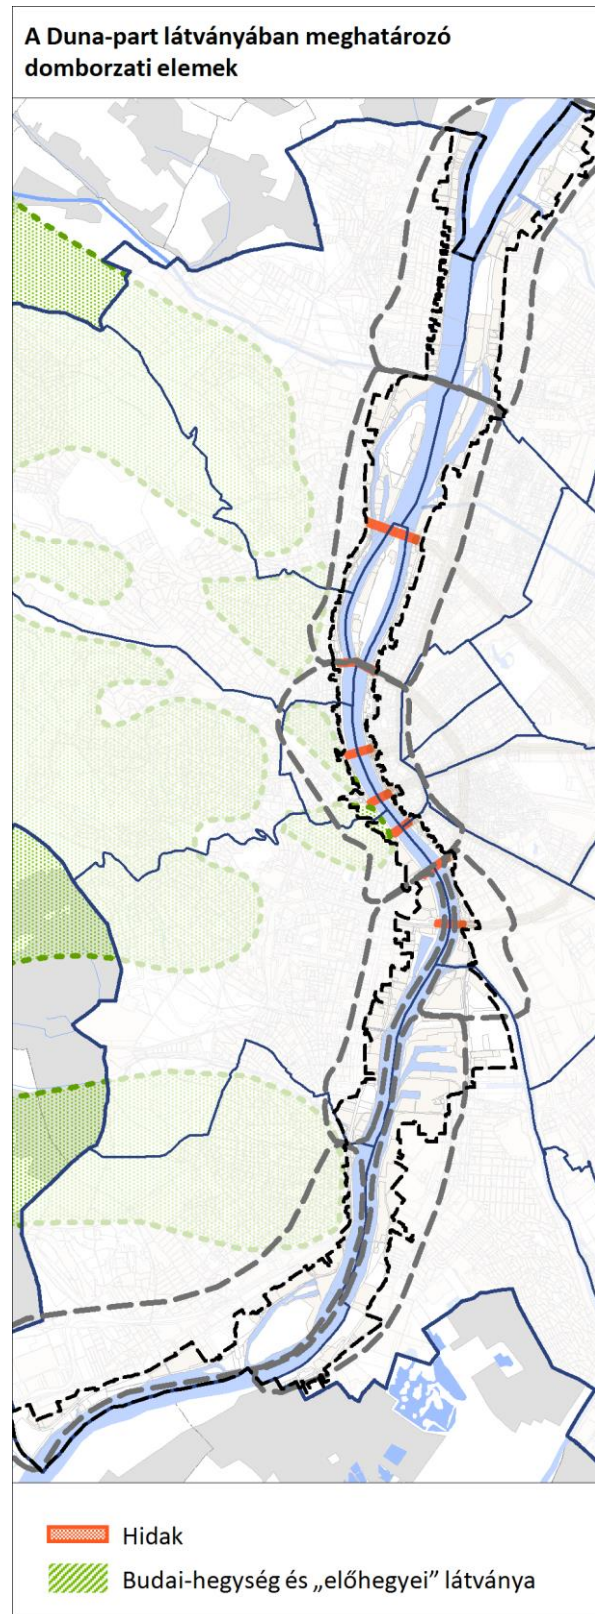 A Duna-part látványában meghatározó
domborzati elemek
Hidak
Budai-hegység és „előhegyei” látványa